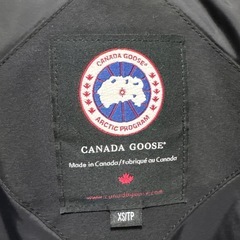 CANADA GOOSE
ARCTIC PROGRAM
CANADA GOOSE®
Made in Canada/Fabriqué au Canada
XS/TP